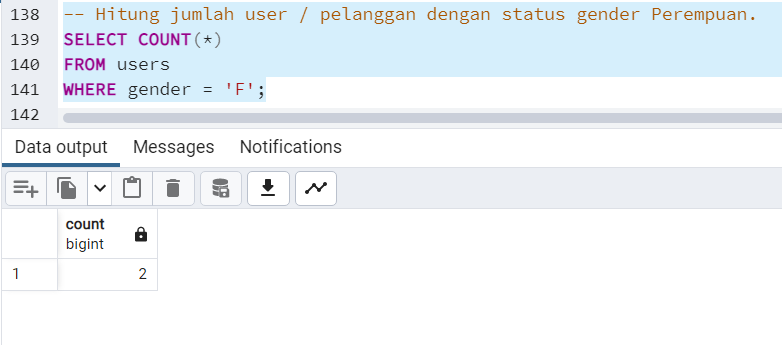 138 -- Hitung jumlah user / pelanggan dengan status gender Perempuan.
139 SELECT COUNT(*)
140 FROM users
141 WHERE gender = 'F';
142
Data output Messages Notifications
count
bigint
1 2